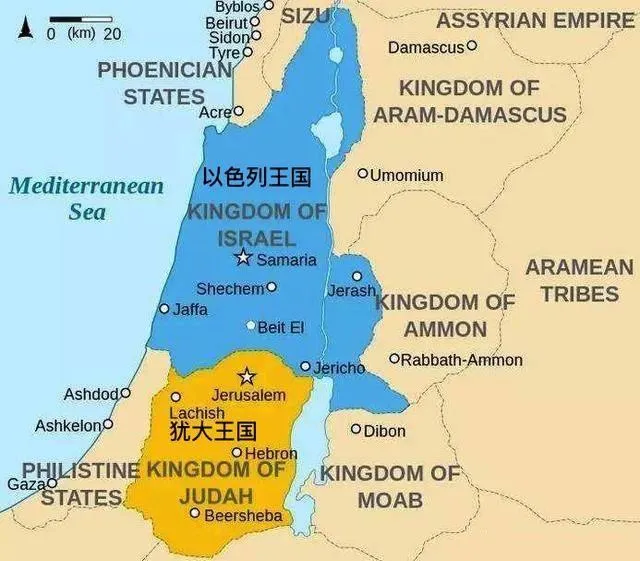 Byblos
Beirut
Sidon
Tyre
0 (km) 20
SIZU
ASSYRIAN EMPIRE
Damascus
PHOENICIAN
STATES
KINGDOM OF
ARAM-DAMASCUS
Acre
以色列王国
Umomium
Mediterranean
Sea
KINGDOM OF
ISRAEL
Samaria
Shechem
Jerash
ARAMEAN
TRIBES
Jaffa
KINGDOM OF
AMMON
Beit El
Jericho
Rabbath-Ammon
Ashdod
Jerusalem
Lachish
Ashkelon
犹大王国
Dibon
Hebron
Gaza
PHILISTINE
STATES
KINGDOM OF
JUDAH
KINGDOM OF
MOAB
Beersheba